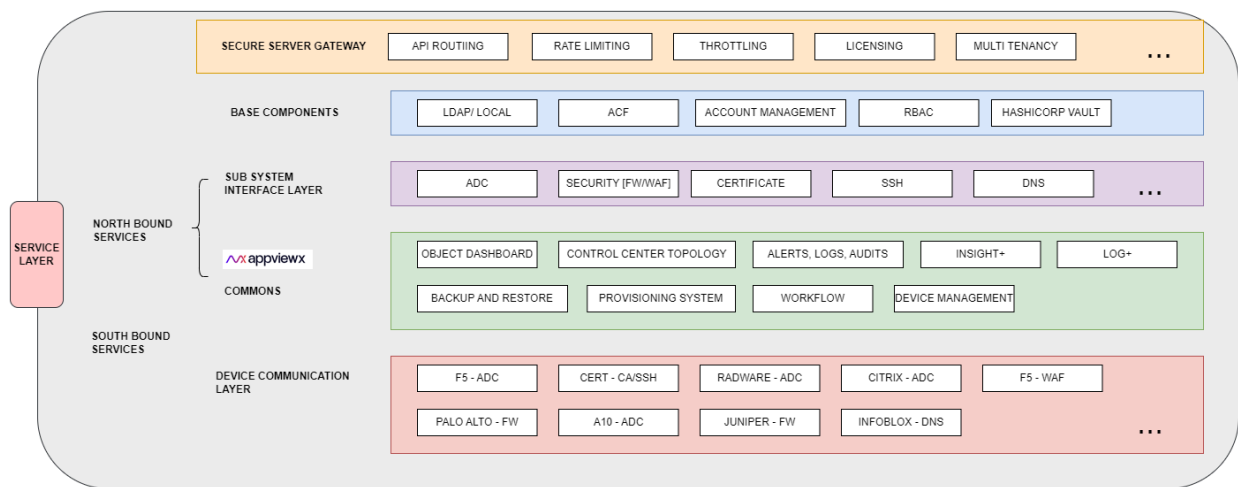 SECURE SERVER GATEWAY
API ROUTIING
RATE LIMITING
THROTTLING
LICENSING
MULTI TENANCY
...
BASE COMPONENTS
LDAP/ LOCAL
ACF
ACCOUNT MANAGEMENT
RBAC
HASHICORP VAULT
SUB SYSTEM
INTERFACE LAYER
ADC
SECURITY [FW/WAF]
CERTIFICATE
SSH
DNS
...
SERVICE
LAYER
NORTH BOUND
SERVICES
appviewx
COMMONS
OBJECT DASHBOARD
CONTROL CENTER TOPOLOGY
ALERTS, LOGS, AUDITS
INSIGHT+
LOG+
BACKUP AND RESTORE
PROVISIONING SYSTEM
WORKFLOW
DEVICE MANAGEMENT
SOUTH BOUND
SERVICES
DEVICE COMMUNICATION
LAYER
F5 - ADC
CERT - CA/SSH
RADWARE - ADC
CITRIX - ADC
F5 - WAF
PALO ALTO - FW
A10 - ADC
JUNIPER - FW
INFOBLOX - DNS
...